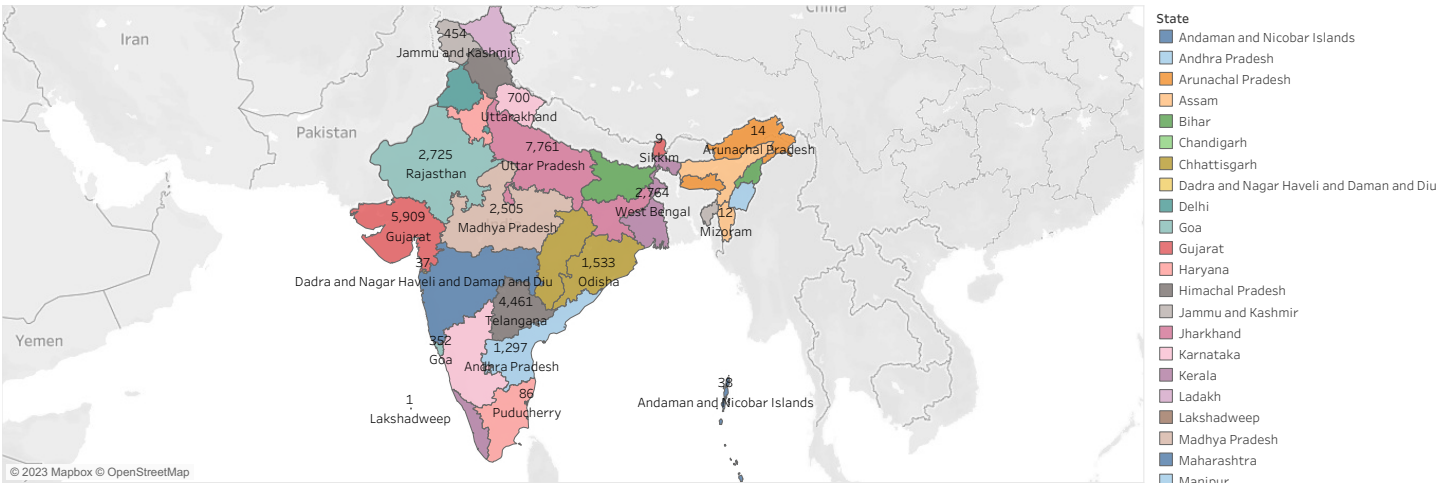 China
Iran
454
Jammu and Kashmir
700
Uttarakhand
Pakistan
7,761
Uttar Pradesh
2,725
Rajasthan
9
Sikkim
14
Arunachal Pradesh
2,764
West Bengal
12
Mizoram
2,505
Madhya Pradesh
5,909
Gujarat
37
Dadra and Nagar Haveli and Daman and Diu
1,533
Odisha
4,461
Telangana
Yemen
352
Goa
1,297
Andhra Pradesh
86
Puducherry
1
Lakshadweep
38
Andaman and Nicobar Islands
© 2023 Mapbox © OpenStreetMap
State
Andaman and Nicobar Islands
Andhra Pradesh
Arunachal Pradesh
Assam
Bihar
Chandigarh
Chhattisgarh
Dadra and Nagar Haveli and Daman and Diu
Delhi
Goa
Gujarat
Haryana
Himachal Pradesh
Jammu and Kashmir
Jharkhand
Karnataka
Kerala
Ladakh
Lakshadweep
Madhya Pradesh
Maharashtra
Manipur